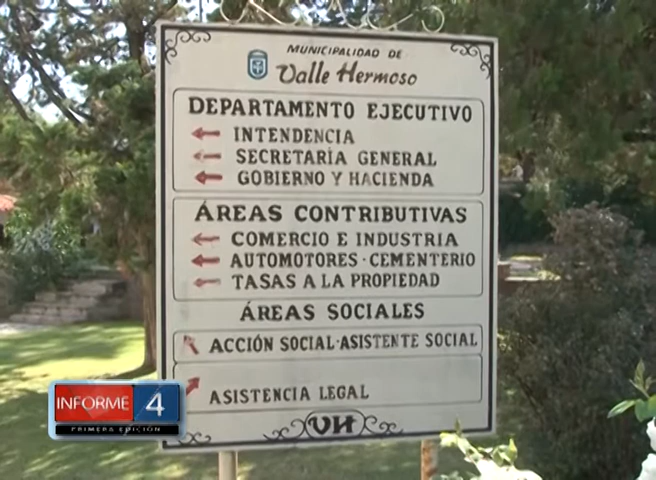 MUNICIPALIDAD DE
Valle Hermoso
DEPARTAMENTO EJECUTIVO
INTENDENCIA
SECRETARÍA GENERAL
GOBIERNO Y HACIENDA
ÁREAS CONTRIBUTIVAS
COMERCIO E INDUSTRIA
AUTOMOTORES · CEMENTERIO
TASAS A LA PROPIEDAD
ÁREAS SOCIALES
ACCIÓN SOCIAL · ASISTENTE SOCIAL
ASISTENCIA LEGAL
VH
INFORME 4
PRIMERA EDICIÓN